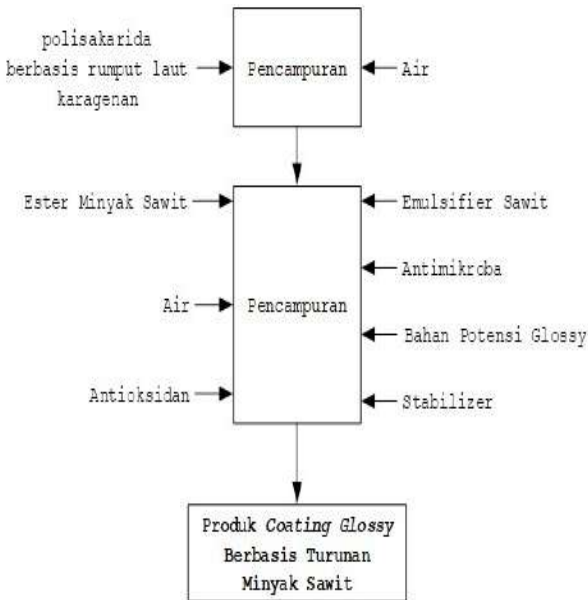 polisakarida
berbasis rumput laut
karagenan
Pencampuran
Air
Ester Minyak Sawit
Emulsifier Sawit
Antimikroba
Air
Pencampuran
Bahan Potensi Glossy
Antioksidan
Stabilizer
Produk Coating Glossy
Berbasis Turunan
Minyak Sawit